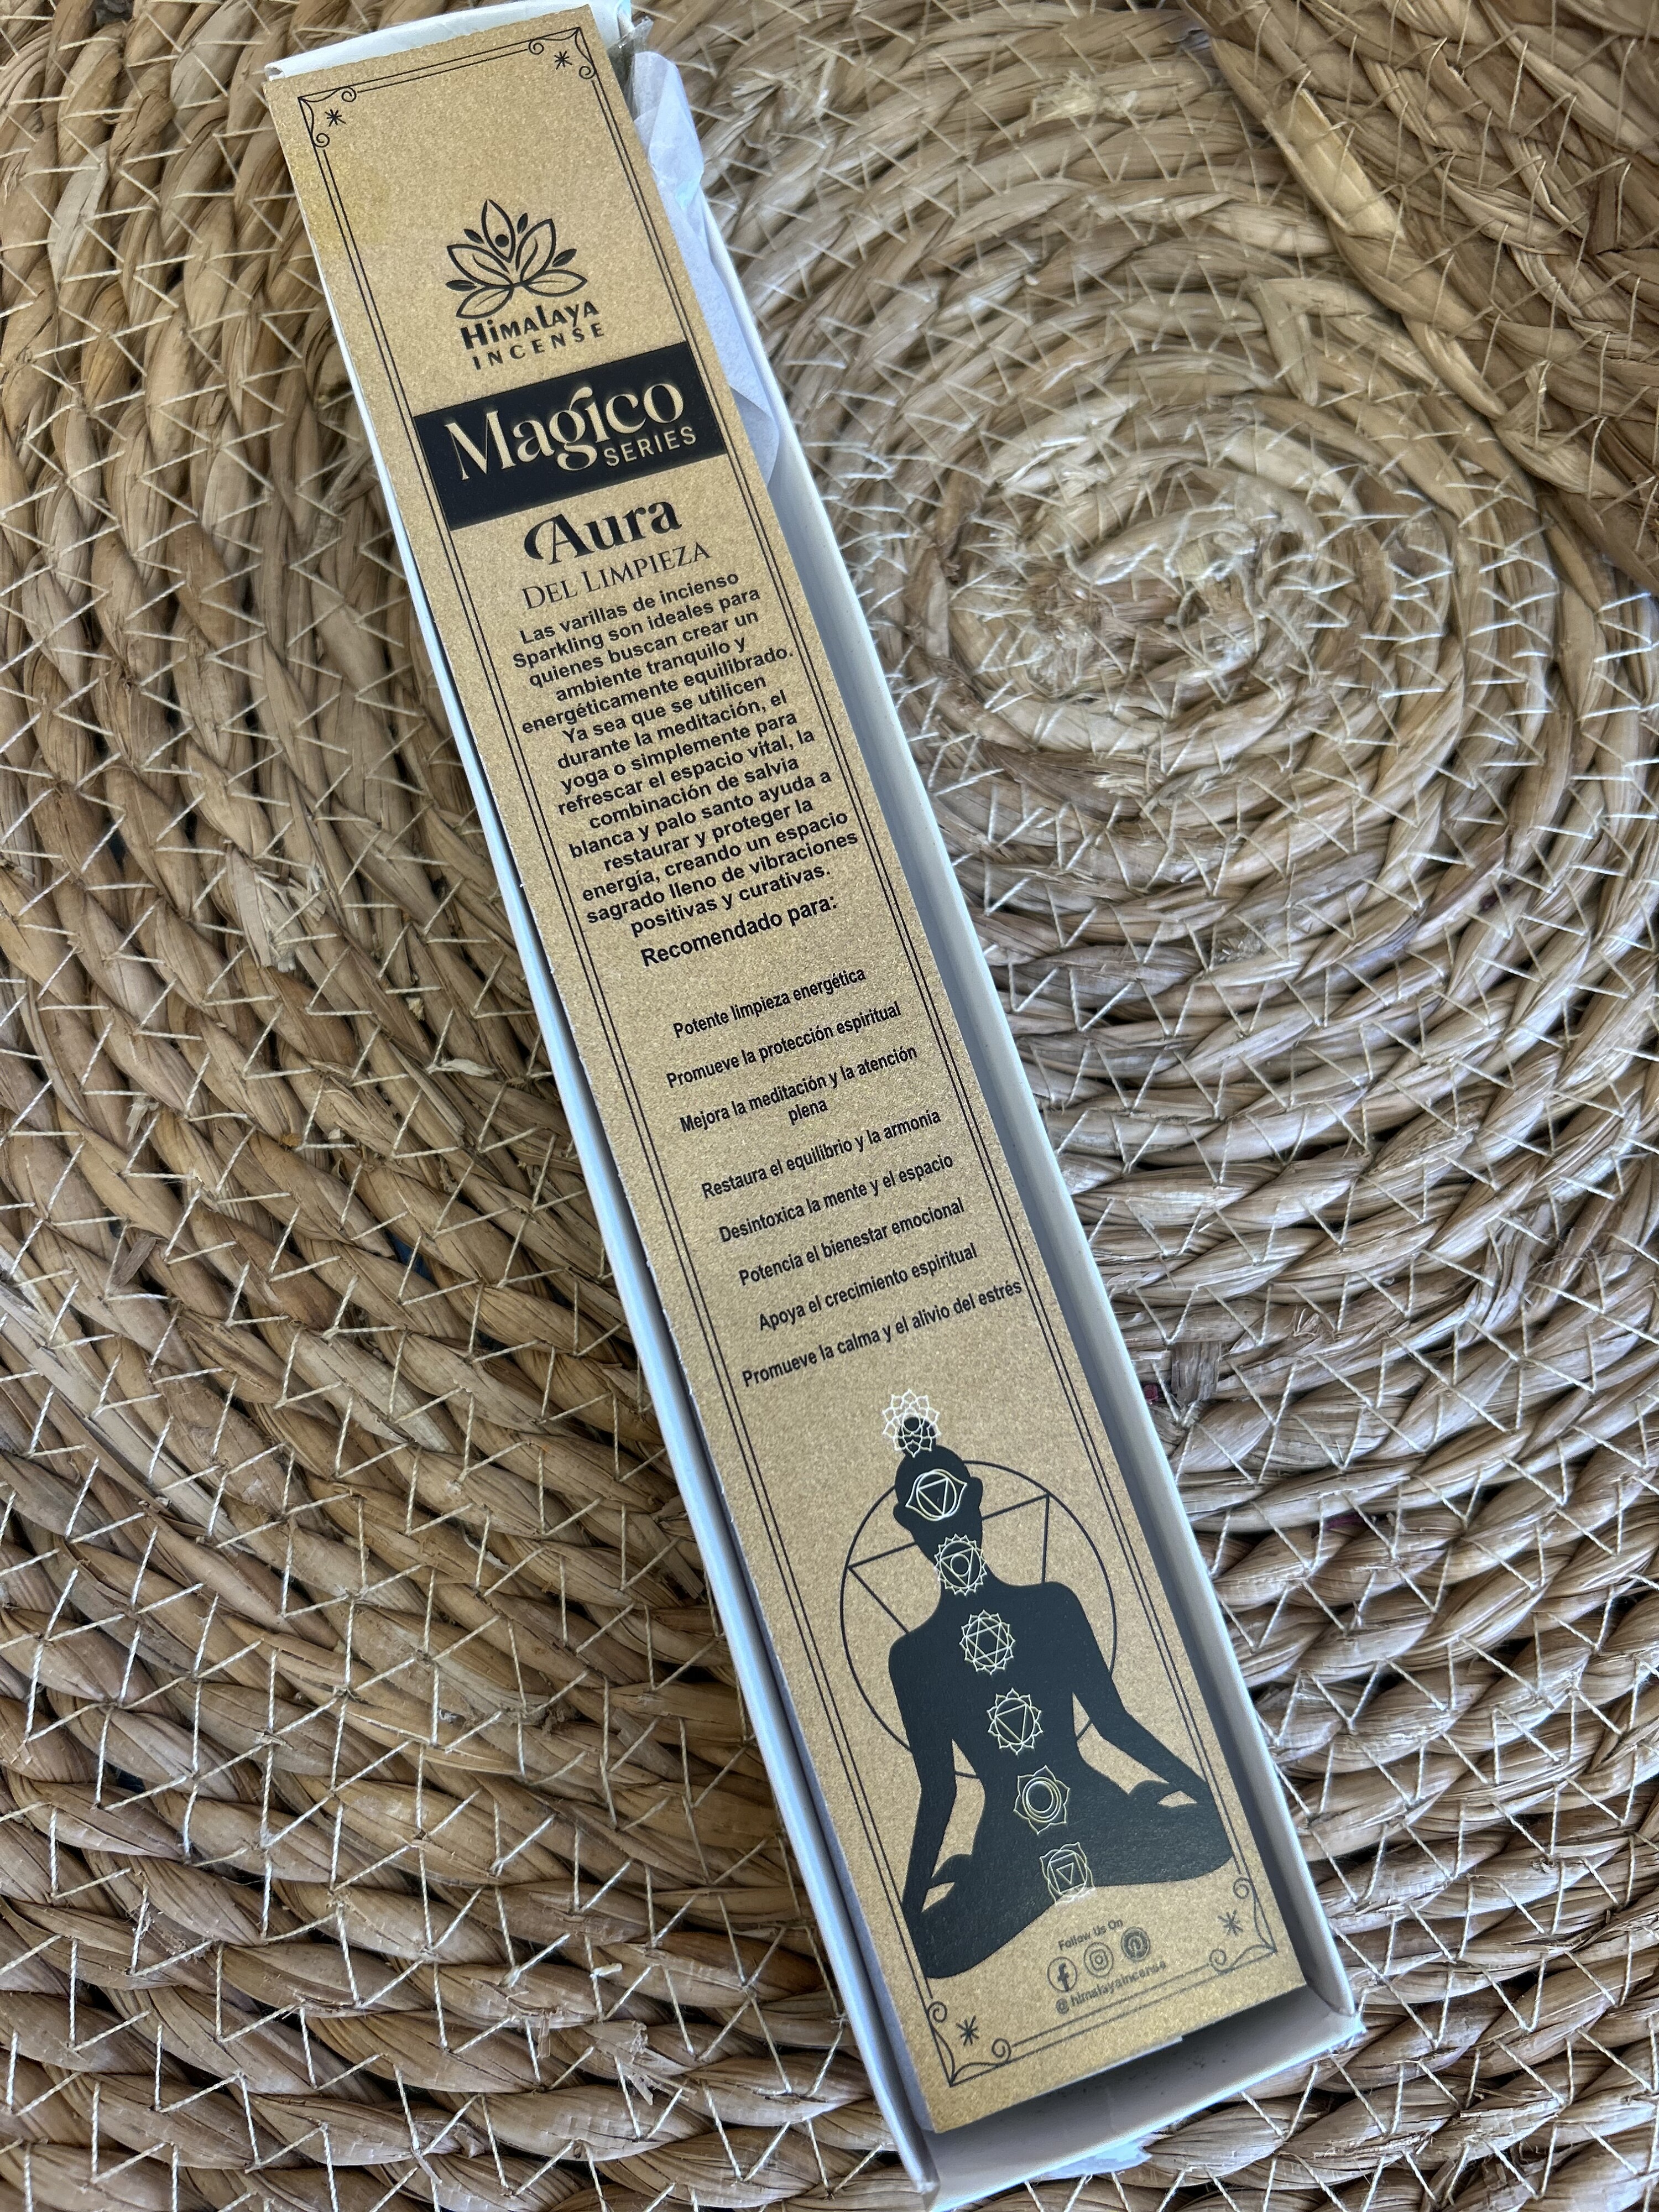 HiMALAYA
INCENSE
Magico
SERIES
Aura
DEL LIMPIEZA
Las varillas de incienso
Sparkling son ideales para
quienes buscan crear un
ambiente tranquilo y
energéticamente equilibrado.
Ya sea que se utilicen
durante la meditación, el
yoga o simplemente para
refrescar el espacio vital, la
combinación de salvia
blanca y palo santo ayuda a
restaurar y proteger la
energía, creando un espacio
sagrado lleno de vibraciones
positivas y curativas.
Recomendado para:
Potente limpieza energética
Promueve la protección espiritual
Mejora la meditación y la atención
plena
Restaura el equilibrio y la armonía
Desintoxica la mente y el espacio
Potencia el bienestar emocional
Apoya el crecimiento espiritual
Promueve la calma y el alivio del estrés
Follow Us On
@himalayaincense